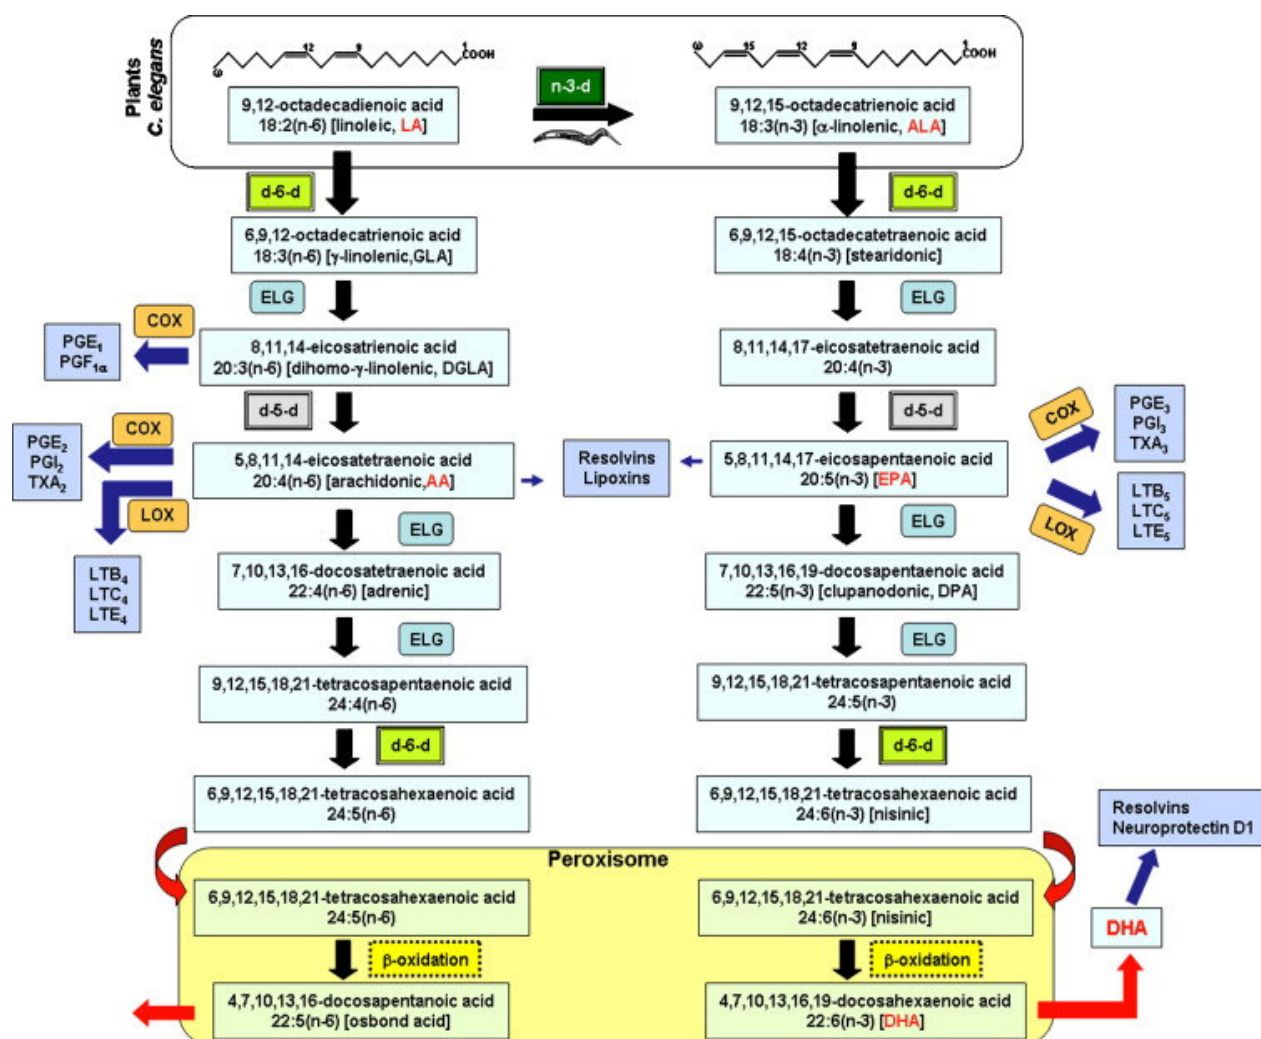 Plants
C. elegans
ω
12
9
1
COOH
9,12-octadecadienoic acid
18:2(n-6) [linoleic, LA]
n-3-d
ω
15
12
9
1
COOH
9,12,15-octadecatrienoic acid
18:3(n-3) [α-linolenic, ALA]
d-6-d
d-6-d
6,9,12-octadecatrienoic acid
18:3(n-6) [γ-linolenic,GLA]
6,9,12,15-octadecatetraenoic acid
18:4(n-3) [stearidonic]
ELG
ELG
PGE₁
PGF₁α
COX
8,11,14-eicosatrienoic acid
20:3(n-6) [dihomo-γ-linolenic, DGLA]
8,11,14,17-eicosatetraenoic acid
20:4(n-3)
d-5-d
d-5-d
PGE₂
PGI₂
TXA₂
COX
LOX
5,8,11,14-eicosatetraenoic acid
20:4(n-6) [arachidonic,AA]
Resolvins
Lipoxins
5,8,11,14,17-eicosapentaenoic acid
20:5(n-3) [EPA]
COX
PGE₃
PGI₃
TXA₃
LOX
LTB₅
LTC₅
LTE₅
LTB₄
LTC₄
LTE₄
ELG
ELG
7,10,13,16-docosatetraenoic acid
22:4(n-6) [adrenic]
7,10,13,16,19-docosapentaenoic acid
22:5(n-3) [clupanodonic, DPA]
ELG
ELG
9,12,15,18,21-tetracosapentaenoic acid
24:4(n-6)
9,12,15,18,21-tetracosapentaenoic acid
24:5(n-3)
d-6-d
d-6-d
6,9,12,15,18,21-tetracosahexaenoic acid
24:5(n-6)
6,9,12,15,18,21-tetracosahexaenoic acid
24:6(n-3) [nisinic]
Resolvins
Neuroprotectin D1
Peroxisome
6,9,12,15,18,21-tetracosahexaenoic acid
24:5(n-6)
6,9,12,15,18,21-tetracosahexaenoic acid
24:6(n-3) [nisinic]
DHA
β-oxidation
β-oxidation
4,7,10,13,16-docosapentanoic acid
22:5(n-6) [osbond acid]
4,7,10,13,16,19-docosahexaenoic acid
22:6(n-3) [DHA]